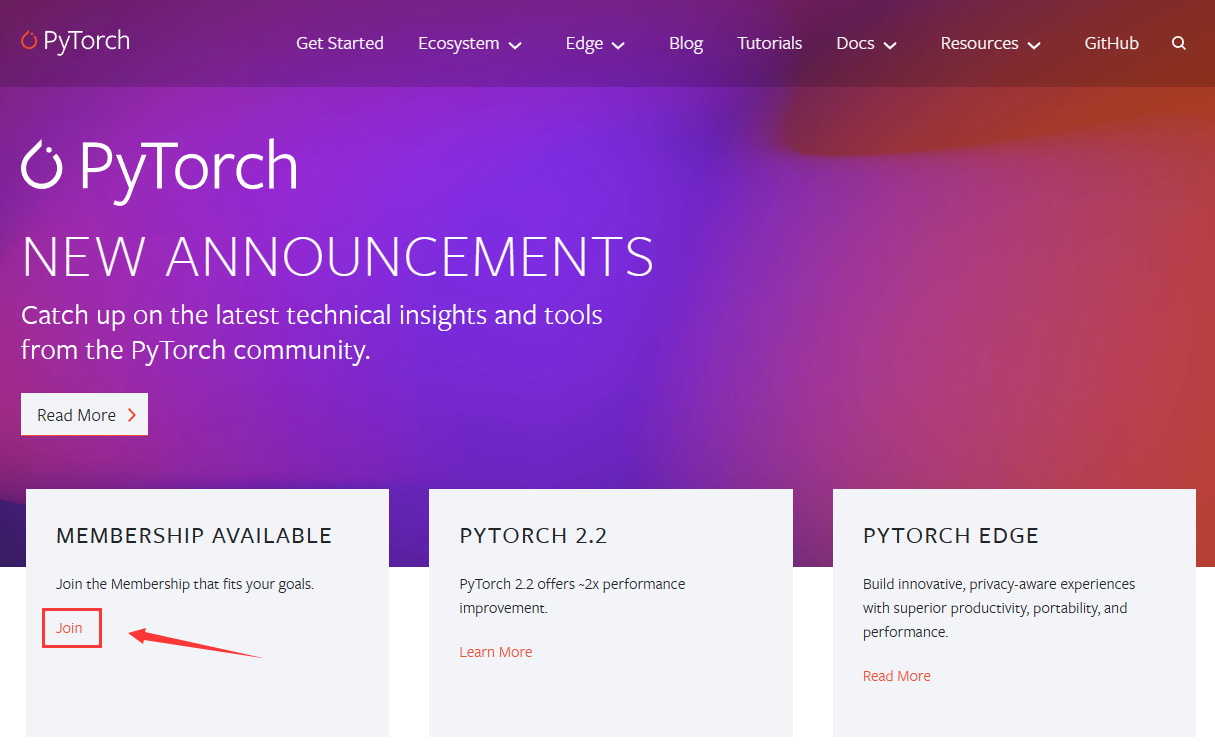 PyTorch
Get Started Ecosystem Edge Blog Tutorials Docs Resources GitHub
PyTorch
NEW ANNOUNCEMENTS
Catch up on the latest technical insights and tools
from the PyTorch community.
Read More
MEMBERSHIP AVAILABLE
Join the Membership that fits your goals.
Join
PYTORCH 2.2
PyTorch 2.2 offers ~2x performance
improvement.
Learn More
PYTORCH EDGE
Build innovative, privacy-aware experiences
with superior productivity, portability, and
performance.
Read More